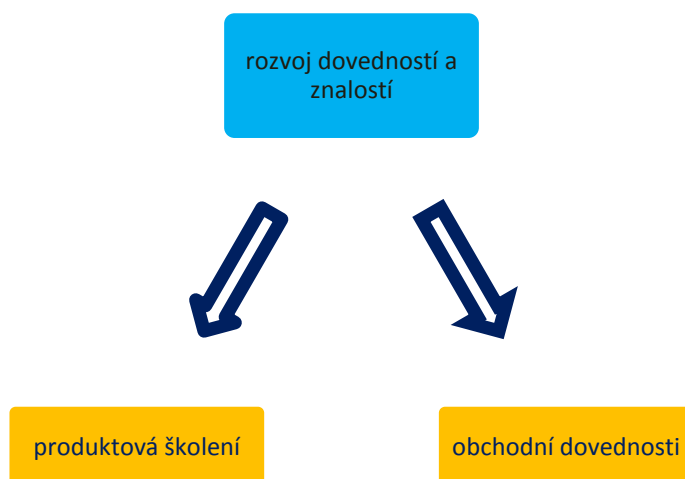 rozvoj dovedností a
znalostí
produktová školení
obchodní dovednosti